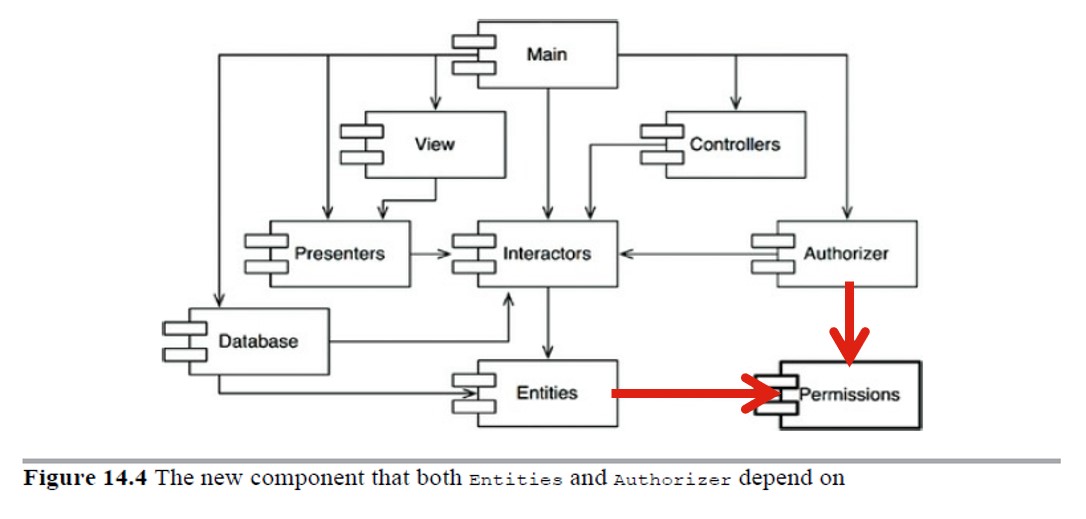 Main
View
Controllers
Presenters
Interactors
Authorizer
Database
Entities
Permissions
Figure 14.4 The new component that both Entities and Authorizer depend on